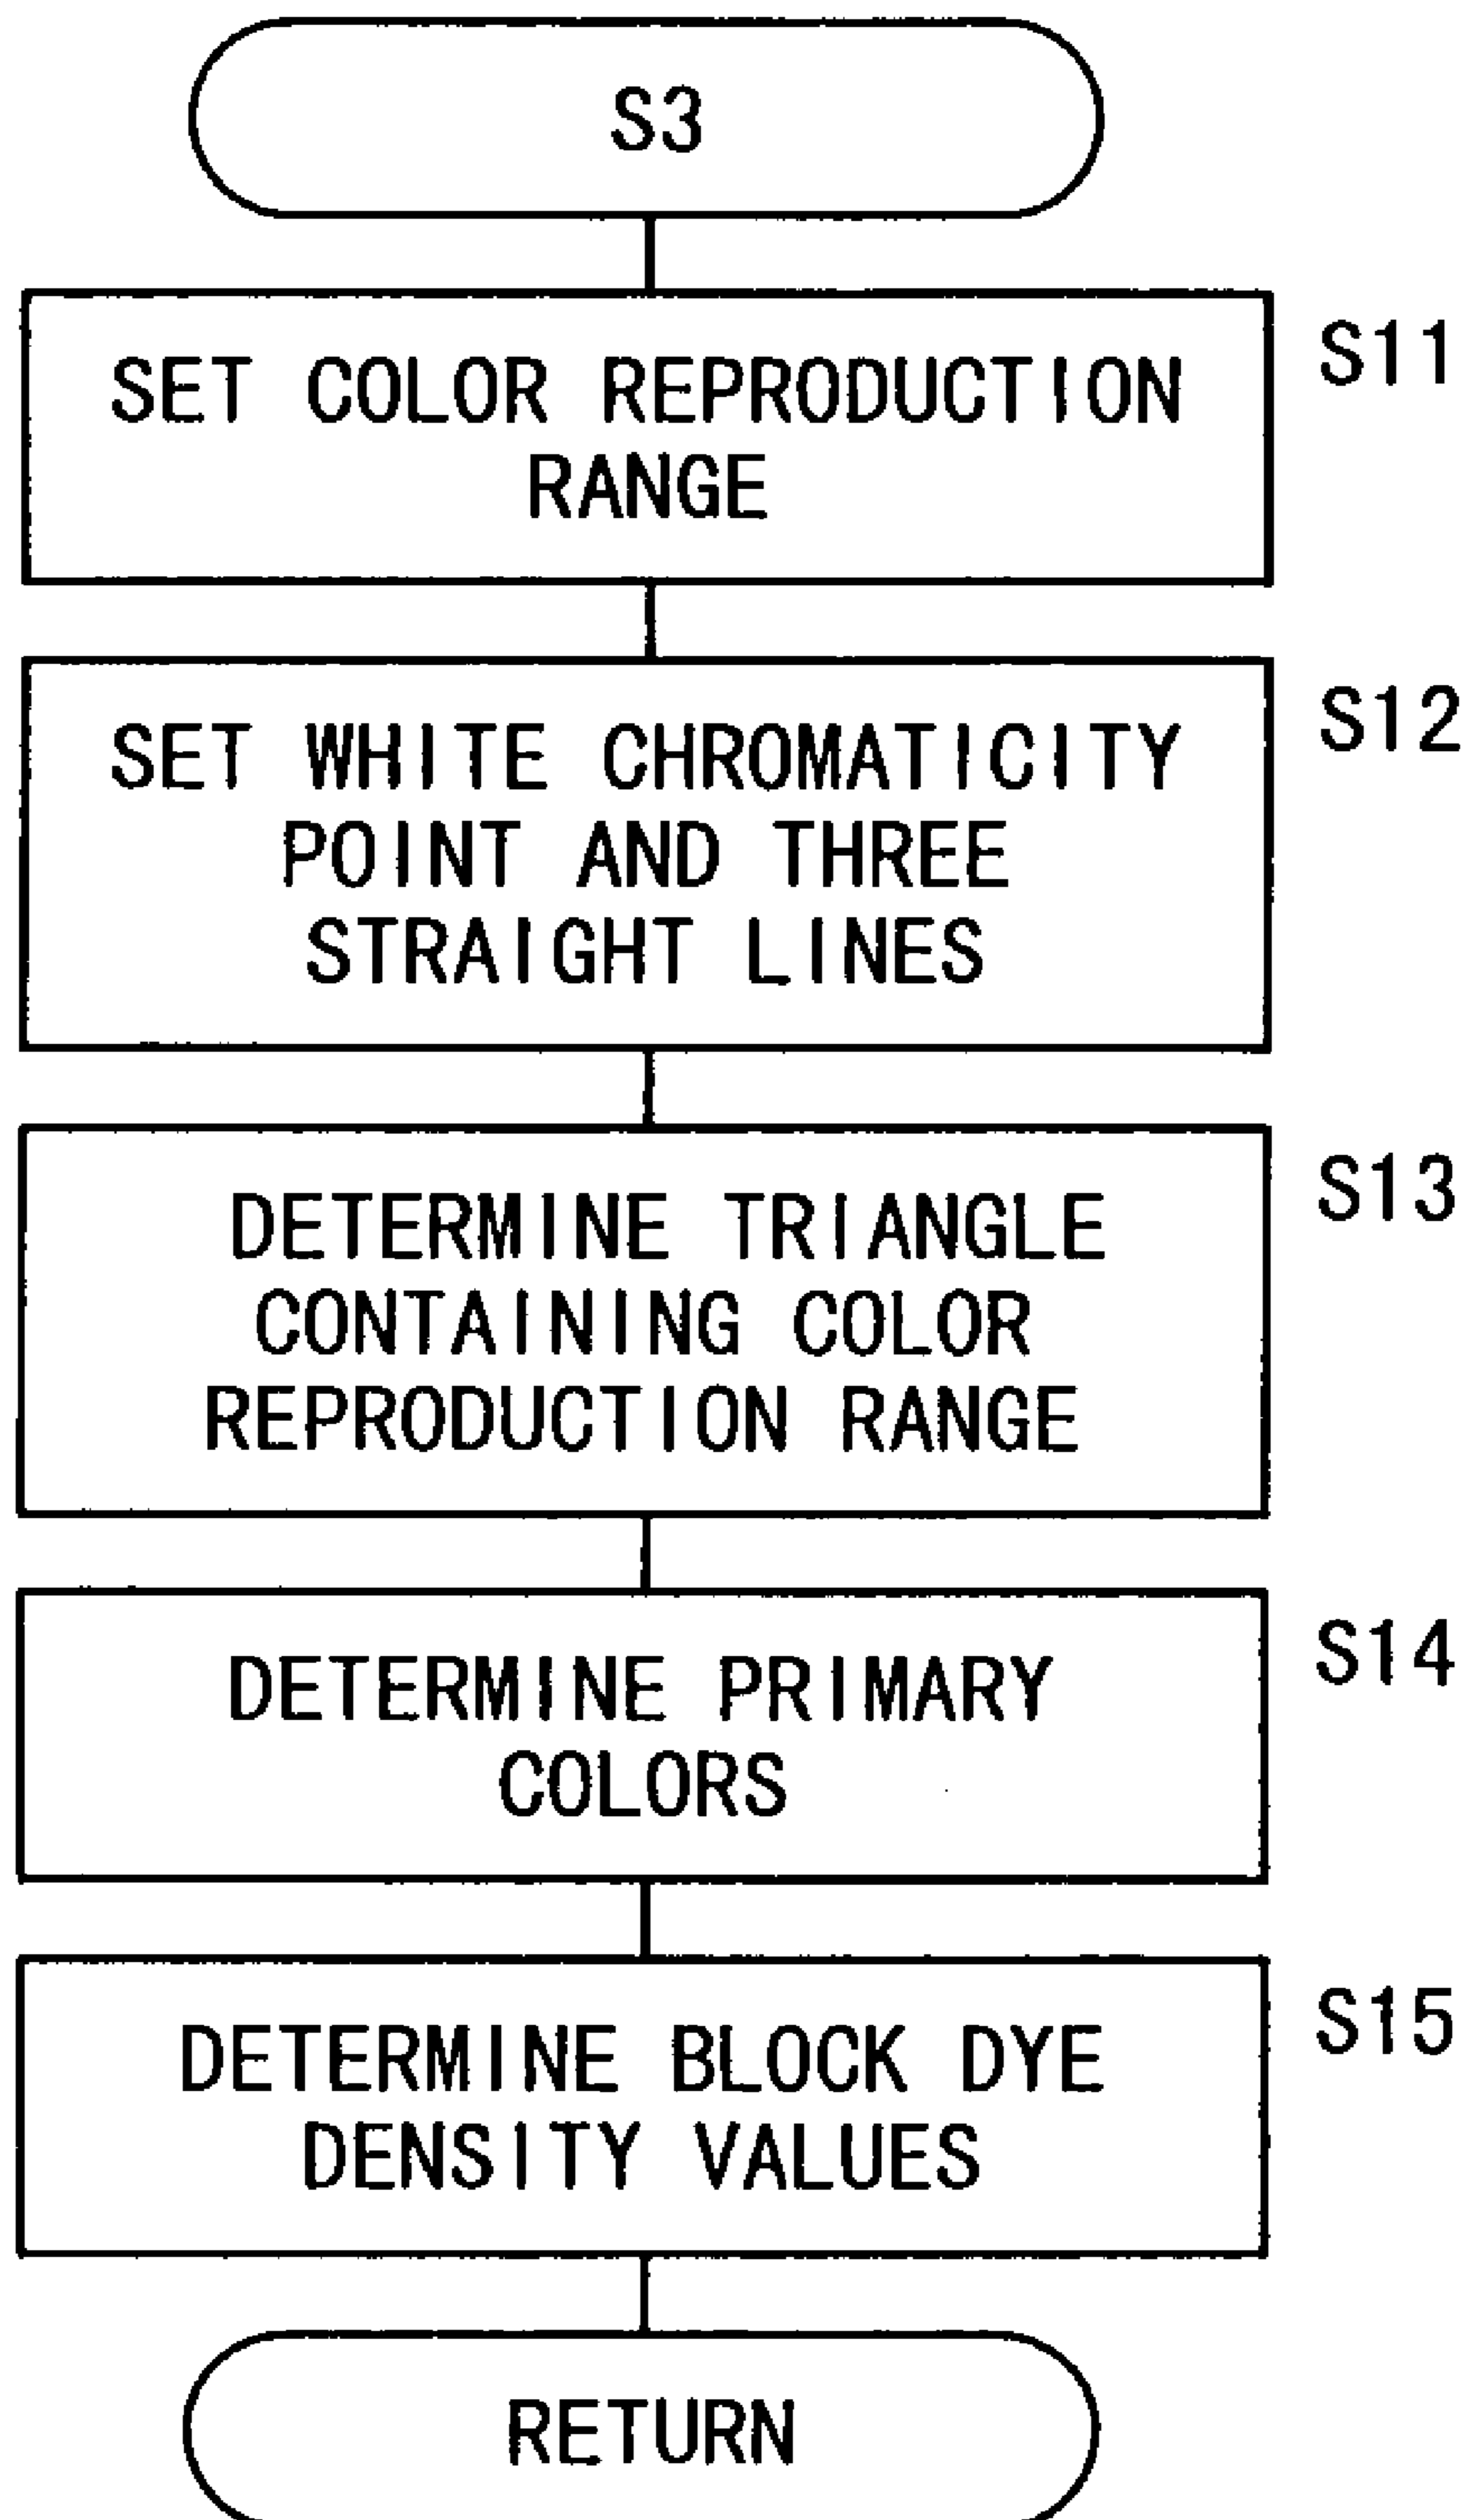 S3
SET COLOR REPRODUCTION
RANGE
S11
SET WHITE CHROMATICITY
POINT AND THREE
STRAIGHT LINES
S12
DETERMINE TRIANGLE
CONTAINING COLOR
REPRODUCTION RANGE
S13
DETERMINE PRIMARY
COLORS
S14
DETERMINE BLOCK DYE
DENSITY VALUES
S15
RETURN